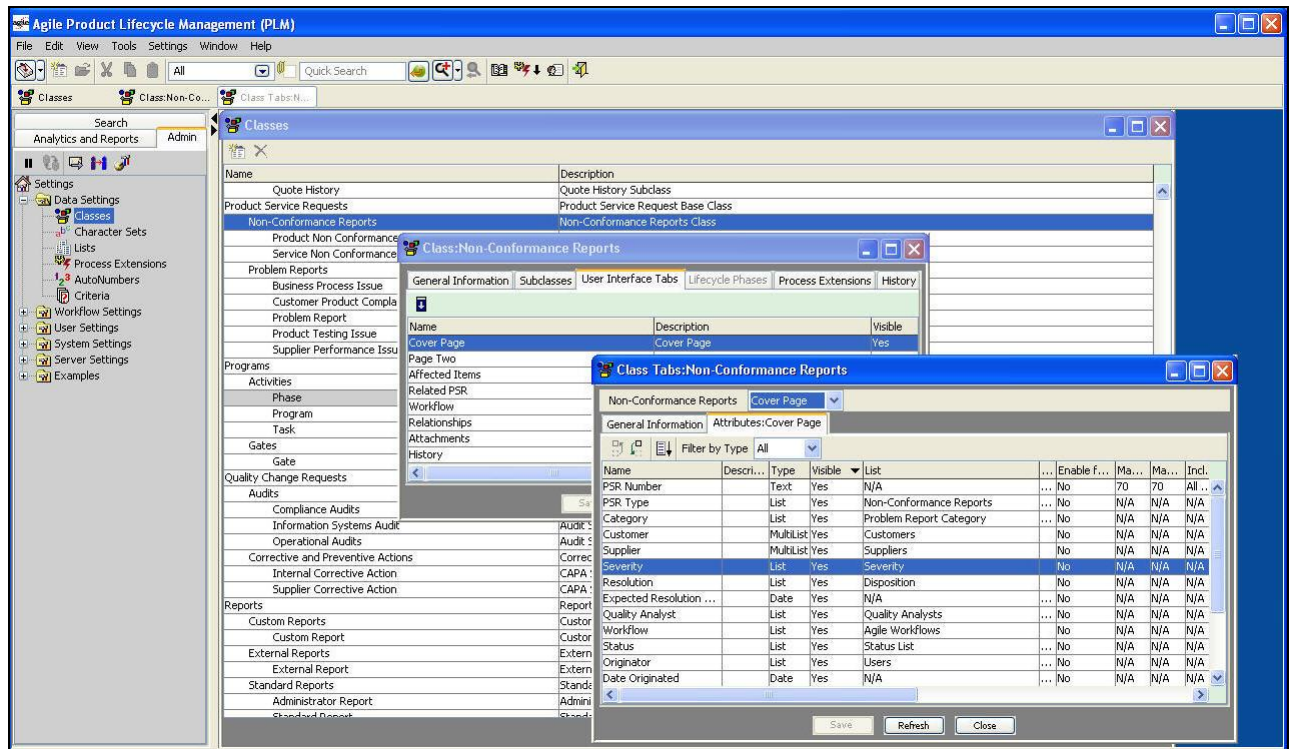 agile Agile Product Lifecycle Management (PLM)
File Edit View Tools Settings Window Help
All Quick Search
Classes Class:Non-Co... Class Tabs:N...
Search
Analytics and Reports Admin
Settings
Data Settings
Classes
Character Sets
Lists
Process Extensions
AutoNumbers
Criteria
Workflow Settings
User Settings
System Settings
Server Settings
Examples
Classes
Name Description
Quote History Quote History Subclass
Product Service Requests Product Service Request Base Class
Non-Conformance Reports Non-Conformance Reports Class
Product Non Conformance
Service Non Conformance
Problem Reports
Business Process Issue
Customer Product Compla
Problem Report
Product Testing Issue
Supplier Performance Issu
Programs
Activities
Phase
Program
Task
Gates
Gate
Quality Change Requests
Audits
Compliance Audits
Information Systems Audit Audit S
Operational Audits Audit S
Corrective and Preventive Actions Correc
Internal Corrective Action CAPA
Supplier Corrective Action CAPA
Reports Report
Custom Reports Custor
Custom Report Custor
External Reports Extern
External Report Extern
Standard Reports Standa
Administrator Report Admini
Standard Report Standa
Class:Non-Conformance Reports
General Information Subclasses User Interface Tabs Lifecycle Phases Process Extensions History
Name Description Visible
Cover Page Cover Page Yes
Page Two
Affected Items
Related PSR
Workflow
Relationships
Attachments
History
Sa
Class Tabs:Non-Conformance Reports
Non-Conformance Reports Cover Page
General Information Attributes:Cover Page
Filter by Type All
Name Descri... Type Visible List ... Enable f... Ma... Ma... Incl.
PSR Number Text Yes N/A ... No 70 70 All ..
PSR Type List Yes Non-Conformance Reports ... No N/A N/A N/A
Category List Yes Problem Report Category ... No N/A N/A N/A
Customer MultiList Yes Customers No N/A N/A N/A
Supplier MultiList Yes Suppliers No N/A N/A N/A
Severity List Yes Severity ... No N/A N/A N/A
Resolution List Yes Disposition ... No N/A N/A N/A
Expected Resolution ... Date Yes N/A ... No N/A N/A N/A
Quality Analyst List Yes Quality Analysts ... No N/A N/A N/A
Workflow List Yes Agile Workflows No N/A N/A N/A
Status List Yes Status List ... No N/A N/A N/A
Originator List Yes Users ... No N/A N/A N/A
Date Originated Date Yes N/A ... No N/A N/A N/A
Save Refresh Close